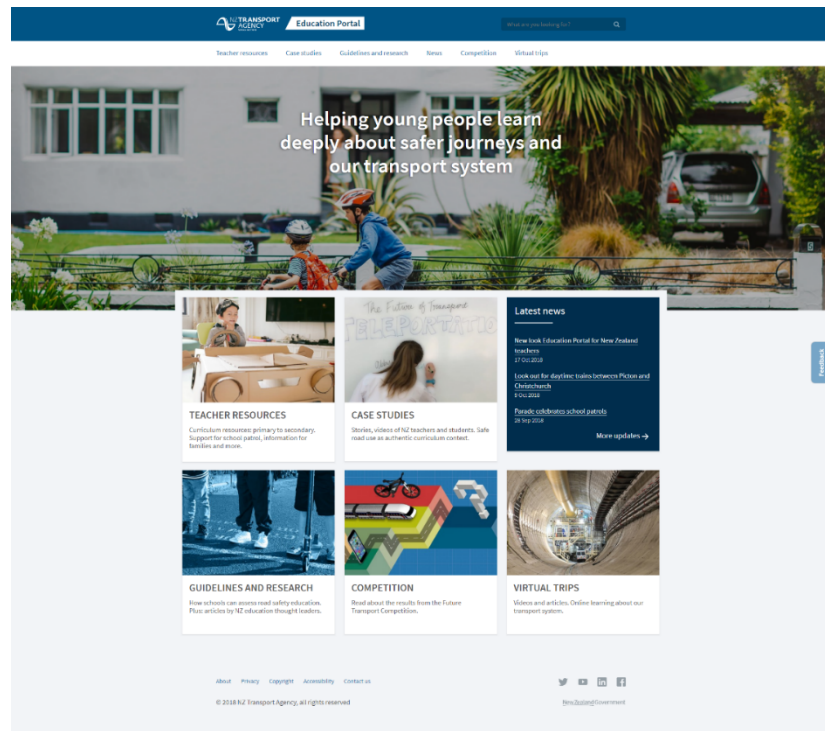 NZ TRANSPORT
AGENCY
Education Portal
What are you looking for?
Teacher resources Case studies Guidelines and research News Competition Virtual trips
Helping young people learn
deeply about safer journeys and
our transport system
The Future of Transport
TELEPORTATIO
Latest news
New look Education Portal for New Zealand
teachers
17 Oct 2018
Look out for daytime trains between Picton and
Christchurch
9 Oct 2018
Parade celebrates school patrols
28 Sep 2018
More updates →
Feedback
TEACHER RESOURCES
Curriculum resources: primary to secondary.
Support for school patrol, information for
families and more.
CASE STUDIES
Stories, videos of NZ teachers and students. Safe
road use as authentic curriculum context.
GUIDELINES AND RESEARCH
How schools can assess road safety education.
Plus: articles by NZ education thought leaders.
COMPETITION
Read about the results from the Future
Transport Competition.
VIRTUAL TRIPS
Videos and articles. Online learning about our
transport system.
About Privacy Copyright Accessibility Contact us
© 2018 NZ Transport Agency, all rights reserved
New Zealand Government